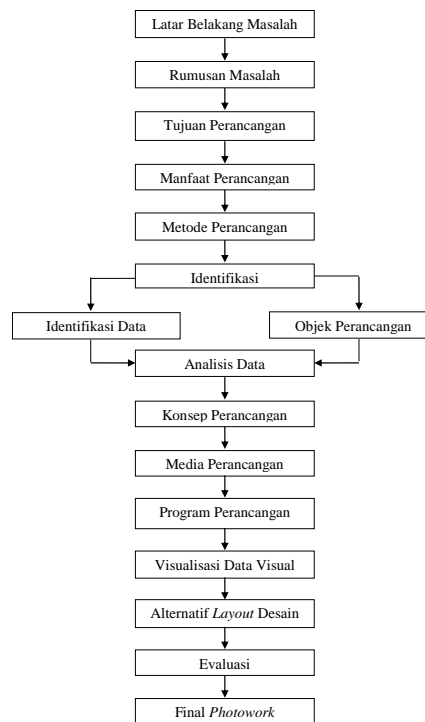 Latar Belakang Masalah
Rumusan Masalah
Tujuan Perancangan
Manfaat Perancangan
Metode Perancangan
Identifikasi
Identifikasi Data
Objek Perancangan
Analisis Data
Konsep Perancangan
Media Perancangan
Program Perancangan
Visualisasi Data Visual
Alternatif Layout Desain
Evaluasi
Final Photowork